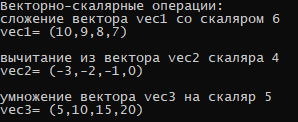 Векторно-скалярные операции:
сложение вектора vec1 со скаляром 6
vec1= (10,9,8,7)
вычитание из вектора vec2 скаляра 4
vec2= (-3,-2,-1,0)
умножение вектора vec3 на скаляр 5
vec3= (5,10,15,20)